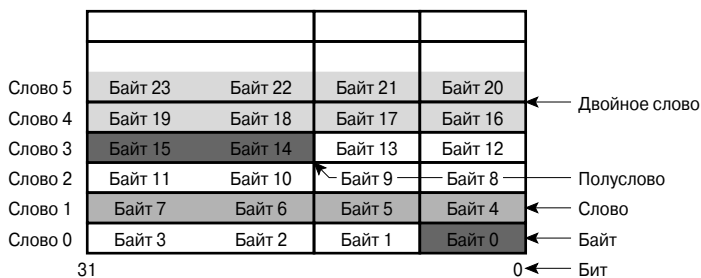 Слово 5 Байт 23 Байт 22 Байт 21 Байт 20
Двойное слово
Слово 4 Байт 19 Байт 18 Байт 17 Байт 16
Слово 3 Байт 15 Байт 14 Байт 13 Байт 12
Слово 2 Байт 11 Байт 10 Байт 9 Байт 8 Полуслово
Слово 1 Байт 7 Байт 6 Байт 5 Байт 4 Слово
Слово 0 Байт 3 Байт 2 Байт 1 Байт 0 Байт
31 0 Бит